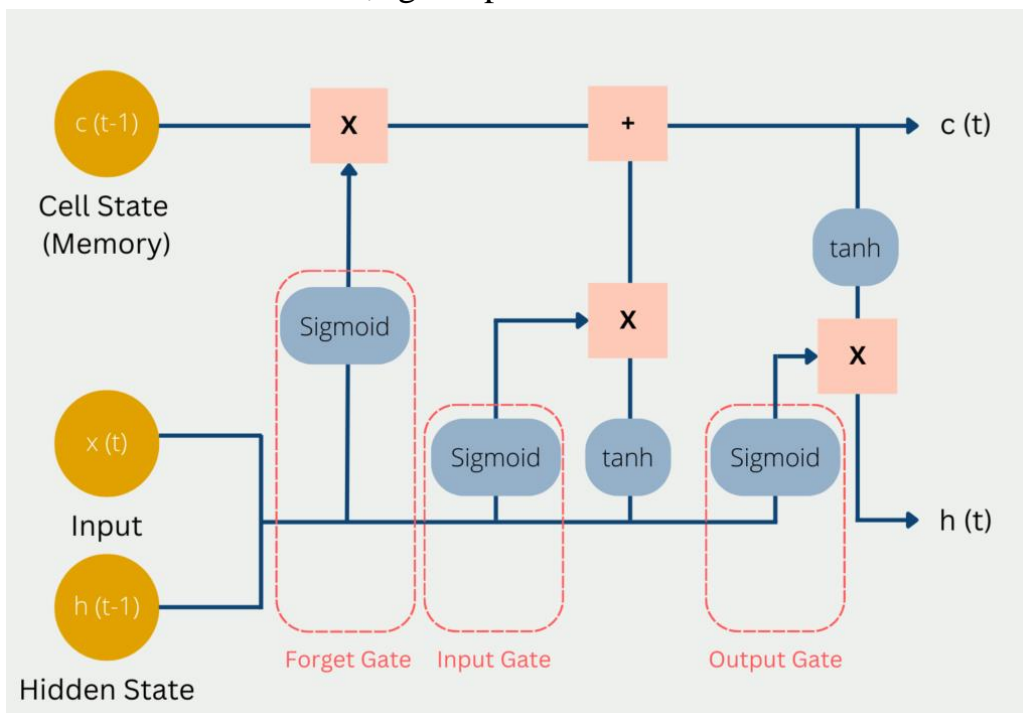 c (t-1)
X
+
c (t)
Cell State
(Memory)
tanh
Sigmoid
X
X
x (t)
Sigmoid
tanh
Sigmoid
Input
h (t)
h (t-1)
Forget Gate
Input Gate
Output Gate
Hidden State